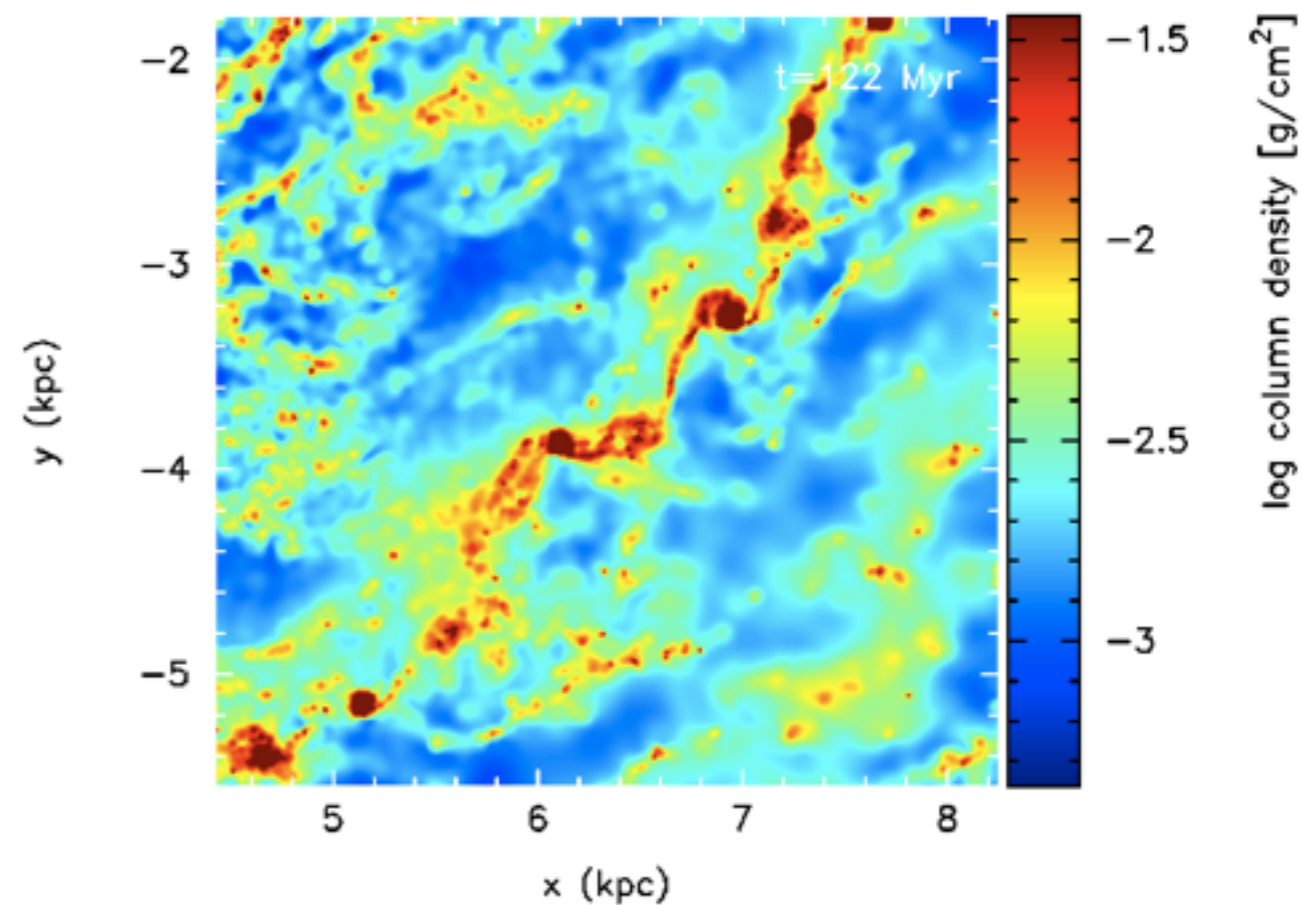 t=122 Myr
−2
−3
−4
−5
y (kpc)
5 6 7 8
x (kpc)
−1.5
−2
−2.5
−3
log column density [g/cm²]